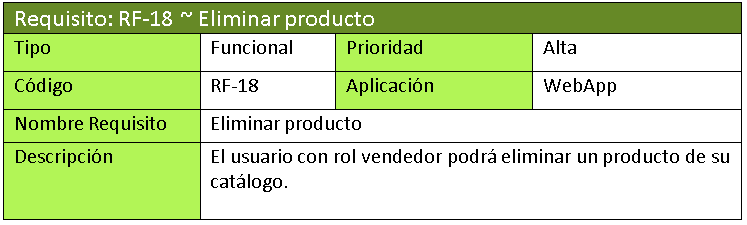 Requisito: RF-18 ~ Eliminar producto
Tipo Funcional Prioridad Alta
Código RF-18 Aplicación WebApp
Nombre Requisito Eliminar producto
Descripción El usuario con rol vendedor podrá eliminar un producto de su
catálogo.